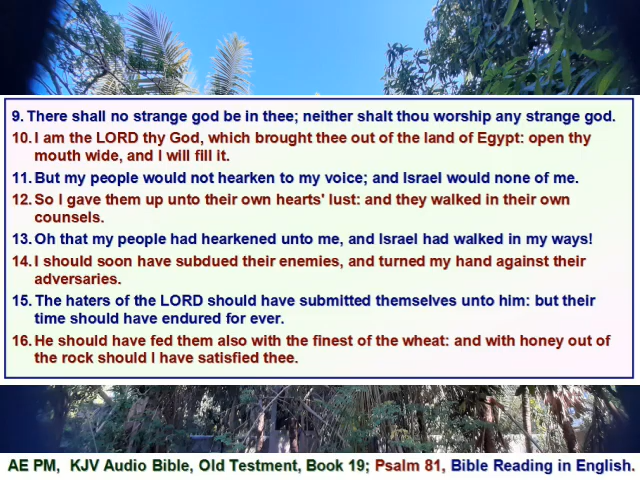 9. There shall no strange god be in thee; neither shalt thou worship any strange god.
10. I am the LORD thy God, which brought thee out of the land of Egypt: open thy
mouth wide, and I will fill it.
11. But my people would not hearken to my voice; and Israel would none of me.
12. So I gave them up unto their own hearts' lust: and they walked in their own
counsels.
13. Oh that my people had hearkened unto me, and Israel had walked in my ways!
14. I should soon have subdued their enemies, and turned my hand against their
adversaries.
15. The haters of the LORD should have submitted themselves unto him: but their
time should have endured for ever.
16. He should have fed them also with the finest of the wheat: and with honey out of
the rock should I have satisfied thee.
AE PM, KJV Audio Bible, Old Testment, Book 19; Psalm 81, Bible Reading in English.